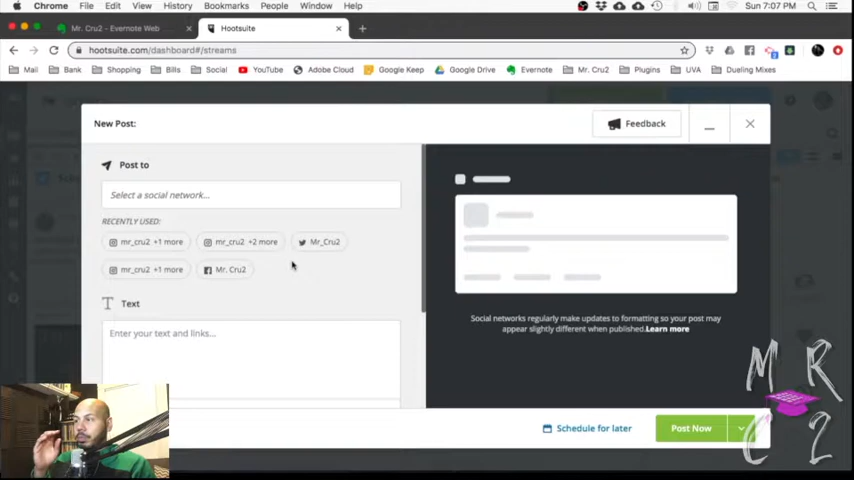 Chrome File Edit View History Bookmarks People Window Help Sun 7:07 PM
Mr. Cru2 - Evernote Web Hootsuite
hootsuite.com/dashboard#/streams
Mail Bank Shopping Bills Social YouTube Adobe Cloud Google Keep Google Drive Evernote Mr. Cru2 Plugins UVA Dueling Mixes
New Post: Feedback
Post to
Select a social network...
RECENTLY USED:
mr_cru2 +1 more mr_cru2 +2 more Mr_Cru2
mr_cru2 +1 more Mr. Cru2
Text
Enter your text and links...
Social networks regularly make updates to formatting so your post may
appear slightly different when published.Learn more
Schedule for later Post Now
M R
C 2